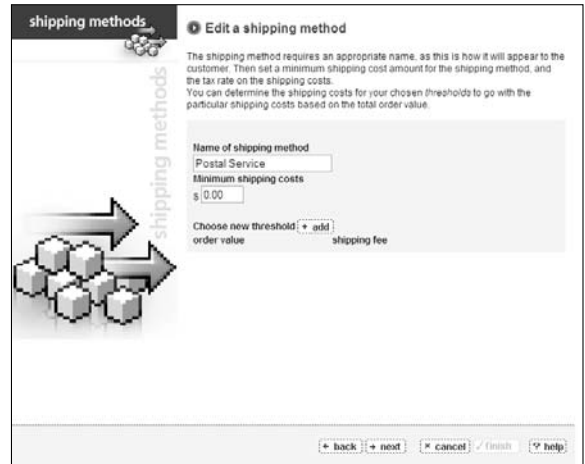 shipping methods
shipping methods
Edit a shipping method
The shipping method requires an appropriate name, as this is how it will appear to the
customer. Then set a minimum shipping cost amount for the shipping method, and
the tax rate on the shipping costs.
You can determine the shipping costs for your chosen thresholds to go with the
particular shipping costs based on the total order value.
Name of shipping method
Postal Service
Minimum shipping costs
$ 0.00
Choose new threshold + add
order value shipping fee
← back → next × cancel ✓ finish ? help